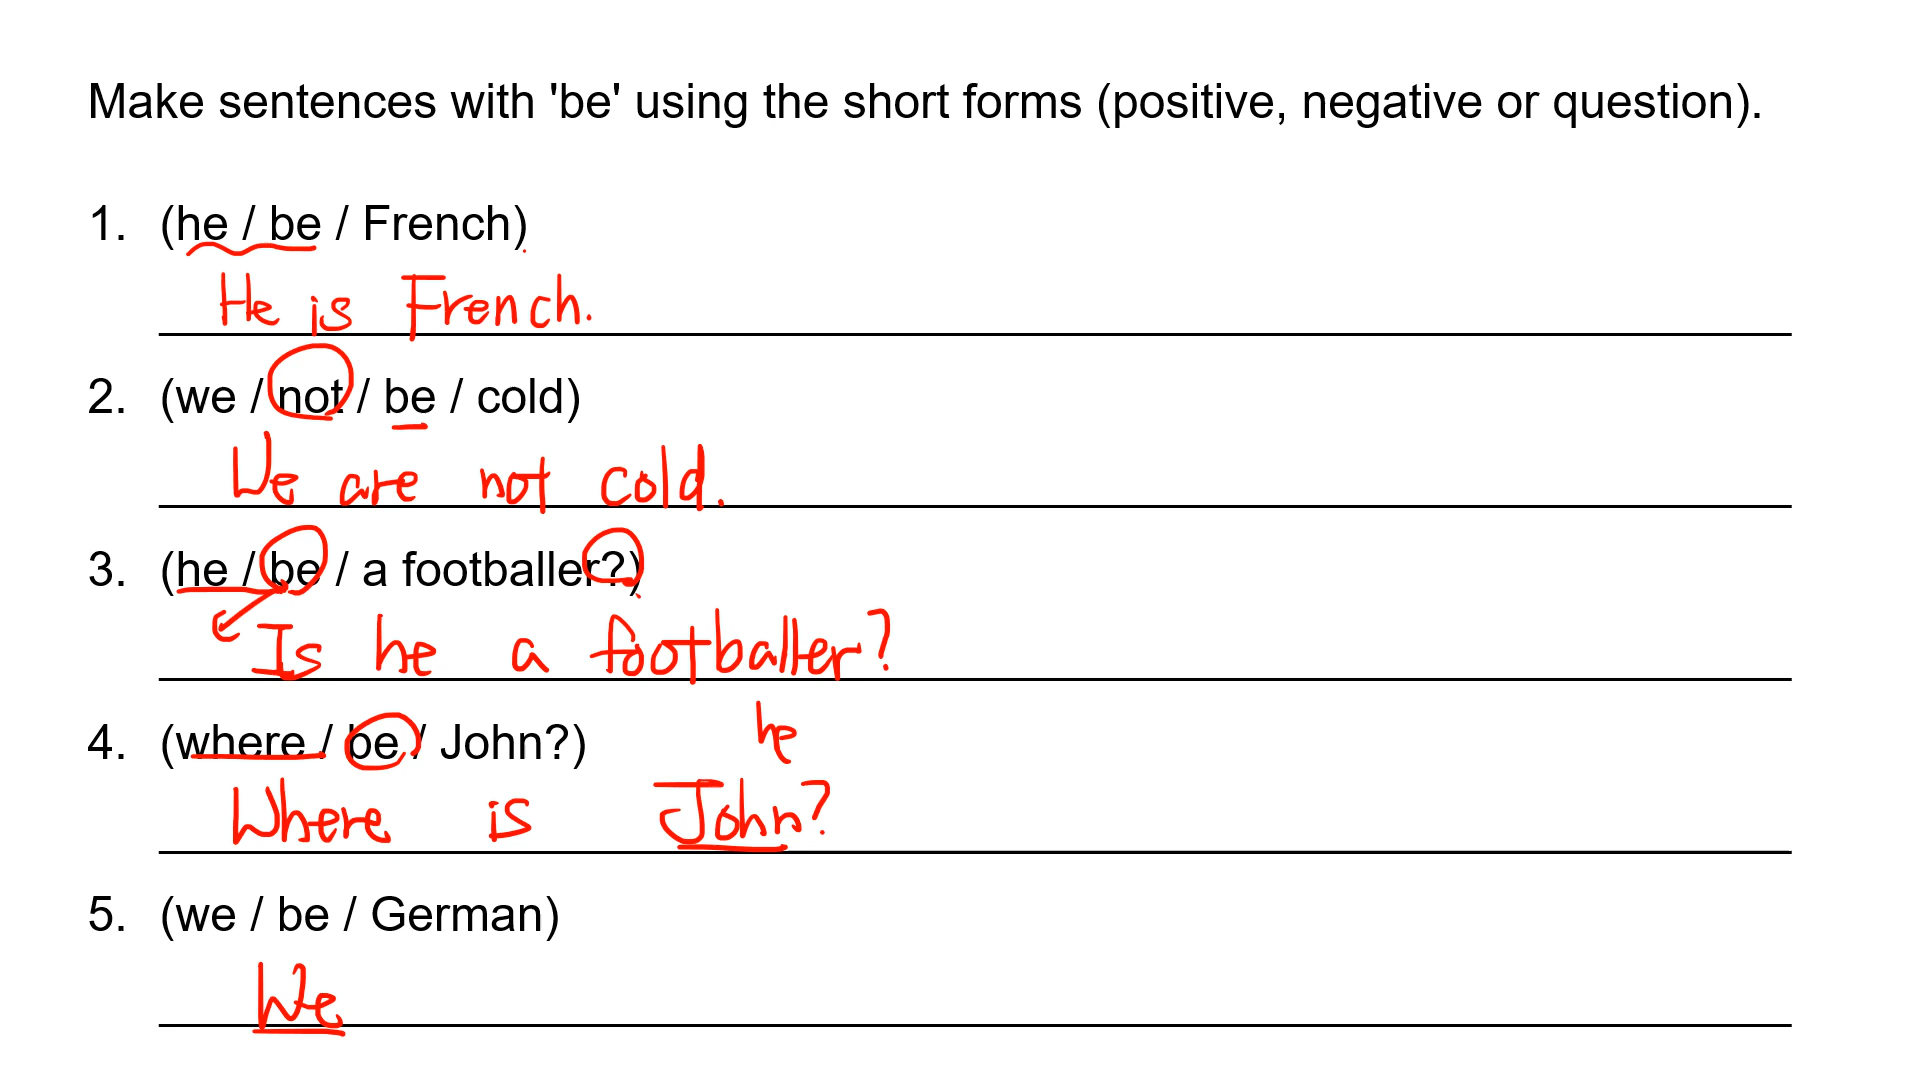 Make sentences with 'be' using the short forms (positive, negative or question).
1. (he / be / French)
He is French.
2. (we / not / be / cold)
We are not cold.
3. (he / be / a footballer?)
Is he a footballer?
4. (where / be / John?)
he
Where is John?
5. (we / be / German)
We